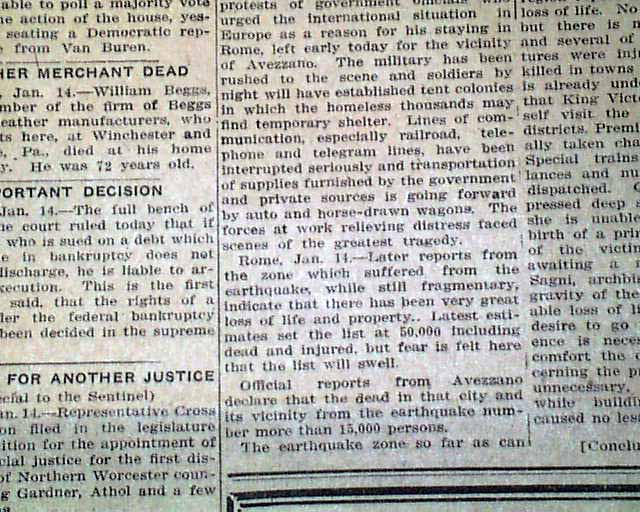 able to poll a majority vote
the action of the house, yes-
seating a Democratic rep-
e from Van Buren.
HER MERCHANT DEAD
Jan. 14.—William Beggs,
mber of the firm of Beggs
eather manufacturers, who
ts here, at Winchester and
Pa., died at his home
y. He was 72 years old.
PORTANT DECISION
Jan. 14.—The full bench of
e court ruled today that if
who is sued on a debt which
e in bankruptcy does not
discharge, he is liable to ar-
xecution. This is the first
said, that the rights of a
der the federal bankruptcy
been decided in the supreme
FOR ANOTHER JUSTICE
cial to the Sentinel)
an. 14.—Representative Cross
on filed in the legislature
ition for the appointment of
cial justice for the first dis-
of Northern Worcester coun-
g Gardner, Athol and a few
protests of government officials who
urged the international situation in
Europe as a reason for his staying in
Rome, left early today for the vicinity
of Avezzano. The military has been
rushed to the scene and soldiers by
night will have established tent colonies
in which the homeless thousands may
find temporary shelter. Lines of com-
munication, especially railroad, tele-
phone and telegram lines, have been
interrupted seriously and transportation
of supplies furnished by the government
and private sources is going forward
by auto and horse-drawn wagons. The
forces at work relieving distress faced
scenes of the greatest tragedy.
Rome, Jan. 14.—Later reports from
the zone which suffered from the
earthquake, while still fragmentary,
indicate that there has been very great
loss of life and property.. Latest esti-
mates set the list at 50,000 including
dead and injured, but fear is felt here
that the list will swell.
Official reports from Avezzano
declare that the dead in that city and
its vicinity from the earthquake num-
ber more than 15,000 persons.
The earthquake zone so far as can
loss of life. No
but there is
and several of
tures were inju
killed in towns
is already unde
that King Vict
self visit the
districts. Prem
ally taken cha
Special trains
lances and nu
dispatched.
pressed deep s
she is unable
birth of a prin
of the victim
awaiting a
Sagni, archbi
gravity of the
able loss of li
desire to go
ence is neces
comfort the
cerning the p
unnecessary,
while buildin
caused no les
[Conclu